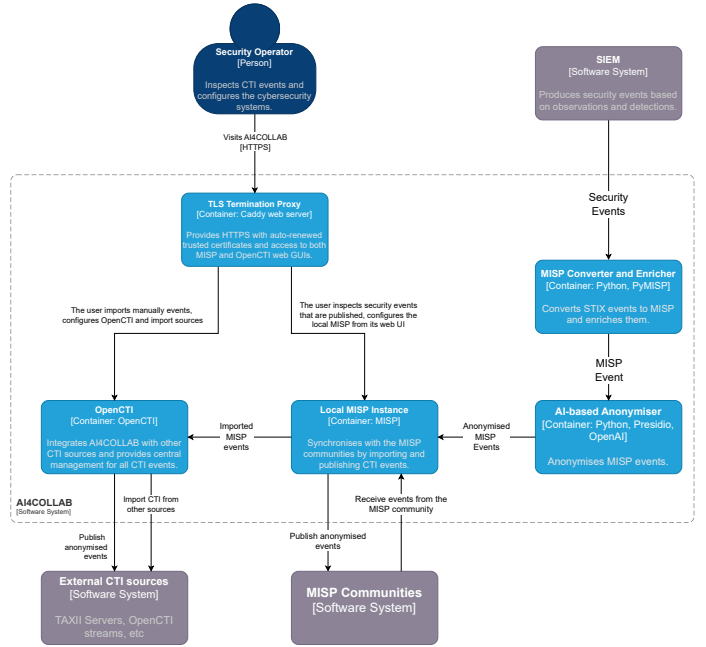 Security Operator
[Person]
Inspects CTI events and
configures the cybersecurity
systems.
SIEM
[Software System]
Produces security events based
on observations and detections.
Visits AI4COLLAB
[HTTPS]
Security
Events
TLS Termination Proxy
[Container: Caddy web server]
Provides HTTPS with auto-renewed
trusted certificates and access to both
MISP and OpenCTI web GUIs.
MISP Converter and Enricher
[Container: Python, PyMISP]
Converts STIX events to MISP
and enriches them.
The user imports manually events,
configures OpenCTI and import sources
The user inspects security events
that are published, configures the
local MISP from its web UI
MISP
Event
OpenCTI
[Container: OpenCTI]
Integrates AI4COLLAB with other
CTI sources and provides central
management for all CTI events.
Imported
MISP
events
Local MISP Instance
[Container: MISP]
Synchronises with the MISP
communities by importing and
publishing CTI events.
Anonymised
MISP
Events
AI-based Anonymiser
[Container: Python, Presidio,
OpenAI]
Anonymises MISP events.
AI4COLLAB
[Software System]
Import CTI from
other sources
Receive events from the
MISP community
Publish
anonymised
events
Publish anonymised
events
External CTI sources
[Software System]
TAXII Servers, OpenCTI
streams, etc
MISP Communities
[Software System]